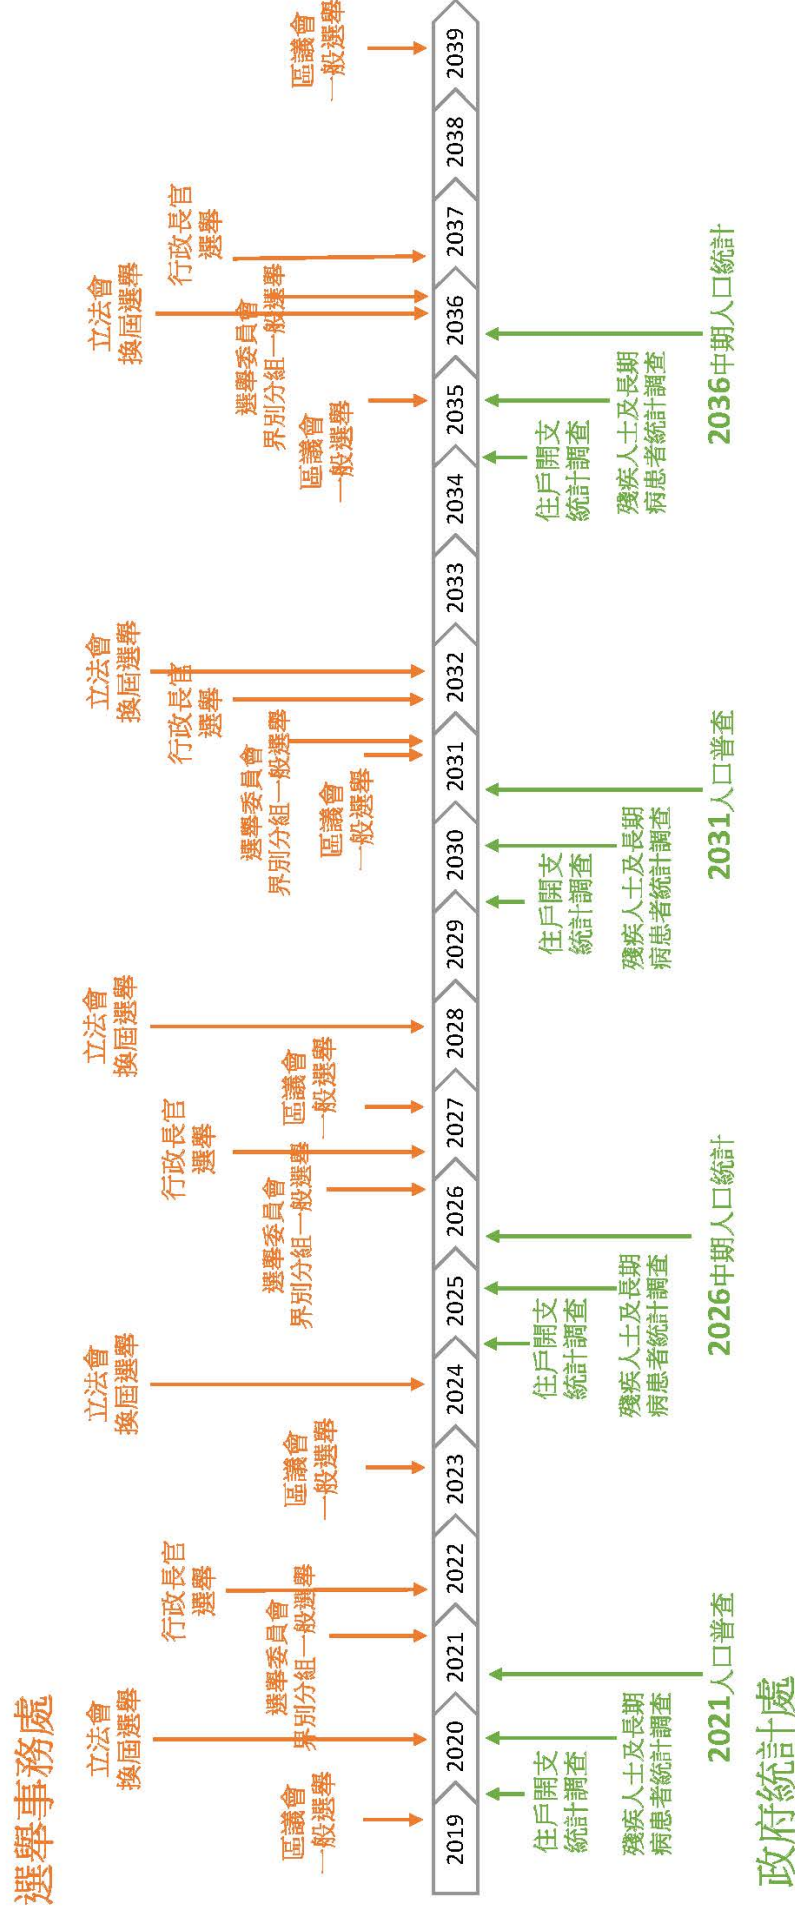 選舉事務處
立法會
換屆選舉
立法會
換屆選舉
立法會
換屆選舉
立法會
換屆選舉
立法會
換屆選舉
行政長官
選舉
行政長官
選舉
行政長官
選舉
行政長官
選舉
選舉委員會
界別分組一般選舉
選舉委員會
界別分組一般選舉
選舉委員會
界別分組一般選舉
選舉委員會
界別分組一般選舉
區議會
一般選舉
區議會
一般選舉
區議會
一般選舉
區議會
一般選舉
區議會
一般選舉
區議會
一般選舉
2019 2020 2021 2022 2023 2024 2025 2026 2027 2028 2029 2030 2031 2032 2033 2034 2035 2036 2037 2038 2039
住戶開支
統計調查
住戶開支
統計調查
住戶開支
統計調查
住戶開支
統計調查
殘疾人士及長期
病患者統計調查
殘疾人士及長期
病患者統計調查
殘疾人士及長期
病患者統計調查
殘疾人士及長期
病患者統計調查
2021人口普查
2026中期人口統計
2031人口普查
2036中期人口統計
政府統計處